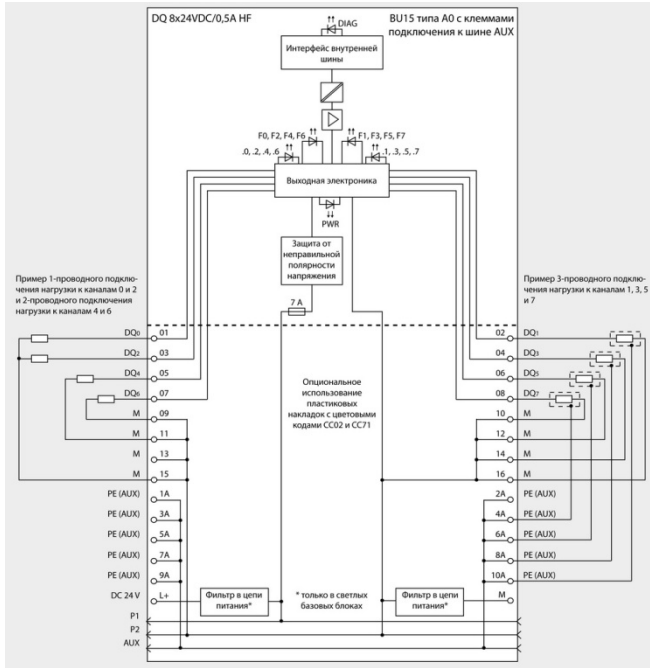 DQ 8x24VDC/0,5A HF
BU15 типа A0 с клеммами
подключения к шине AUX
DIAG
Интерфейс внутренней
шины
F0, F2, F4, F6
F1, F3, F5, F7
.0, .2, .4, .6
.1, .3, .5, .7
Выходная электроника
PWR
Защита от
неправильной
полярности
напряжения
7 A
Пример 1-проводного подклю-
чения нагрузки к каналам 0 и 2
и 2-проводного подключения
нагрузки к каналам 4 и 6
Пример 3-проводного подклю-
чения нагрузки к каналам 1, 3, 5
и 7
DQ0 01
02 DQ1
DQ2 03
04 DQ3
DQ4 05
06 DQ5
DQ6 07
08 DQ7
M 09
10 M
M 11
12 M
M 13
14 M
M 15
16 M
Опциональное
использование
пластиковых
накладок с цветовыми
кодами CC02 и CC71
PE (AUX) 1A
2A PE (AUX)
PE (AUX) 3A
4A PE (AUX)
PE (AUX) 5A
6A PE (AUX)
PE (AUX) 7A
8A PE (AUX)
PE (AUX) 9A
10A PE (AUX)
DC 24 V L+
Фильтр в цепи
питания*
* только в светлых
базовых блоках
Фильтр в цепи
питания*
M
P1
P2
AUX